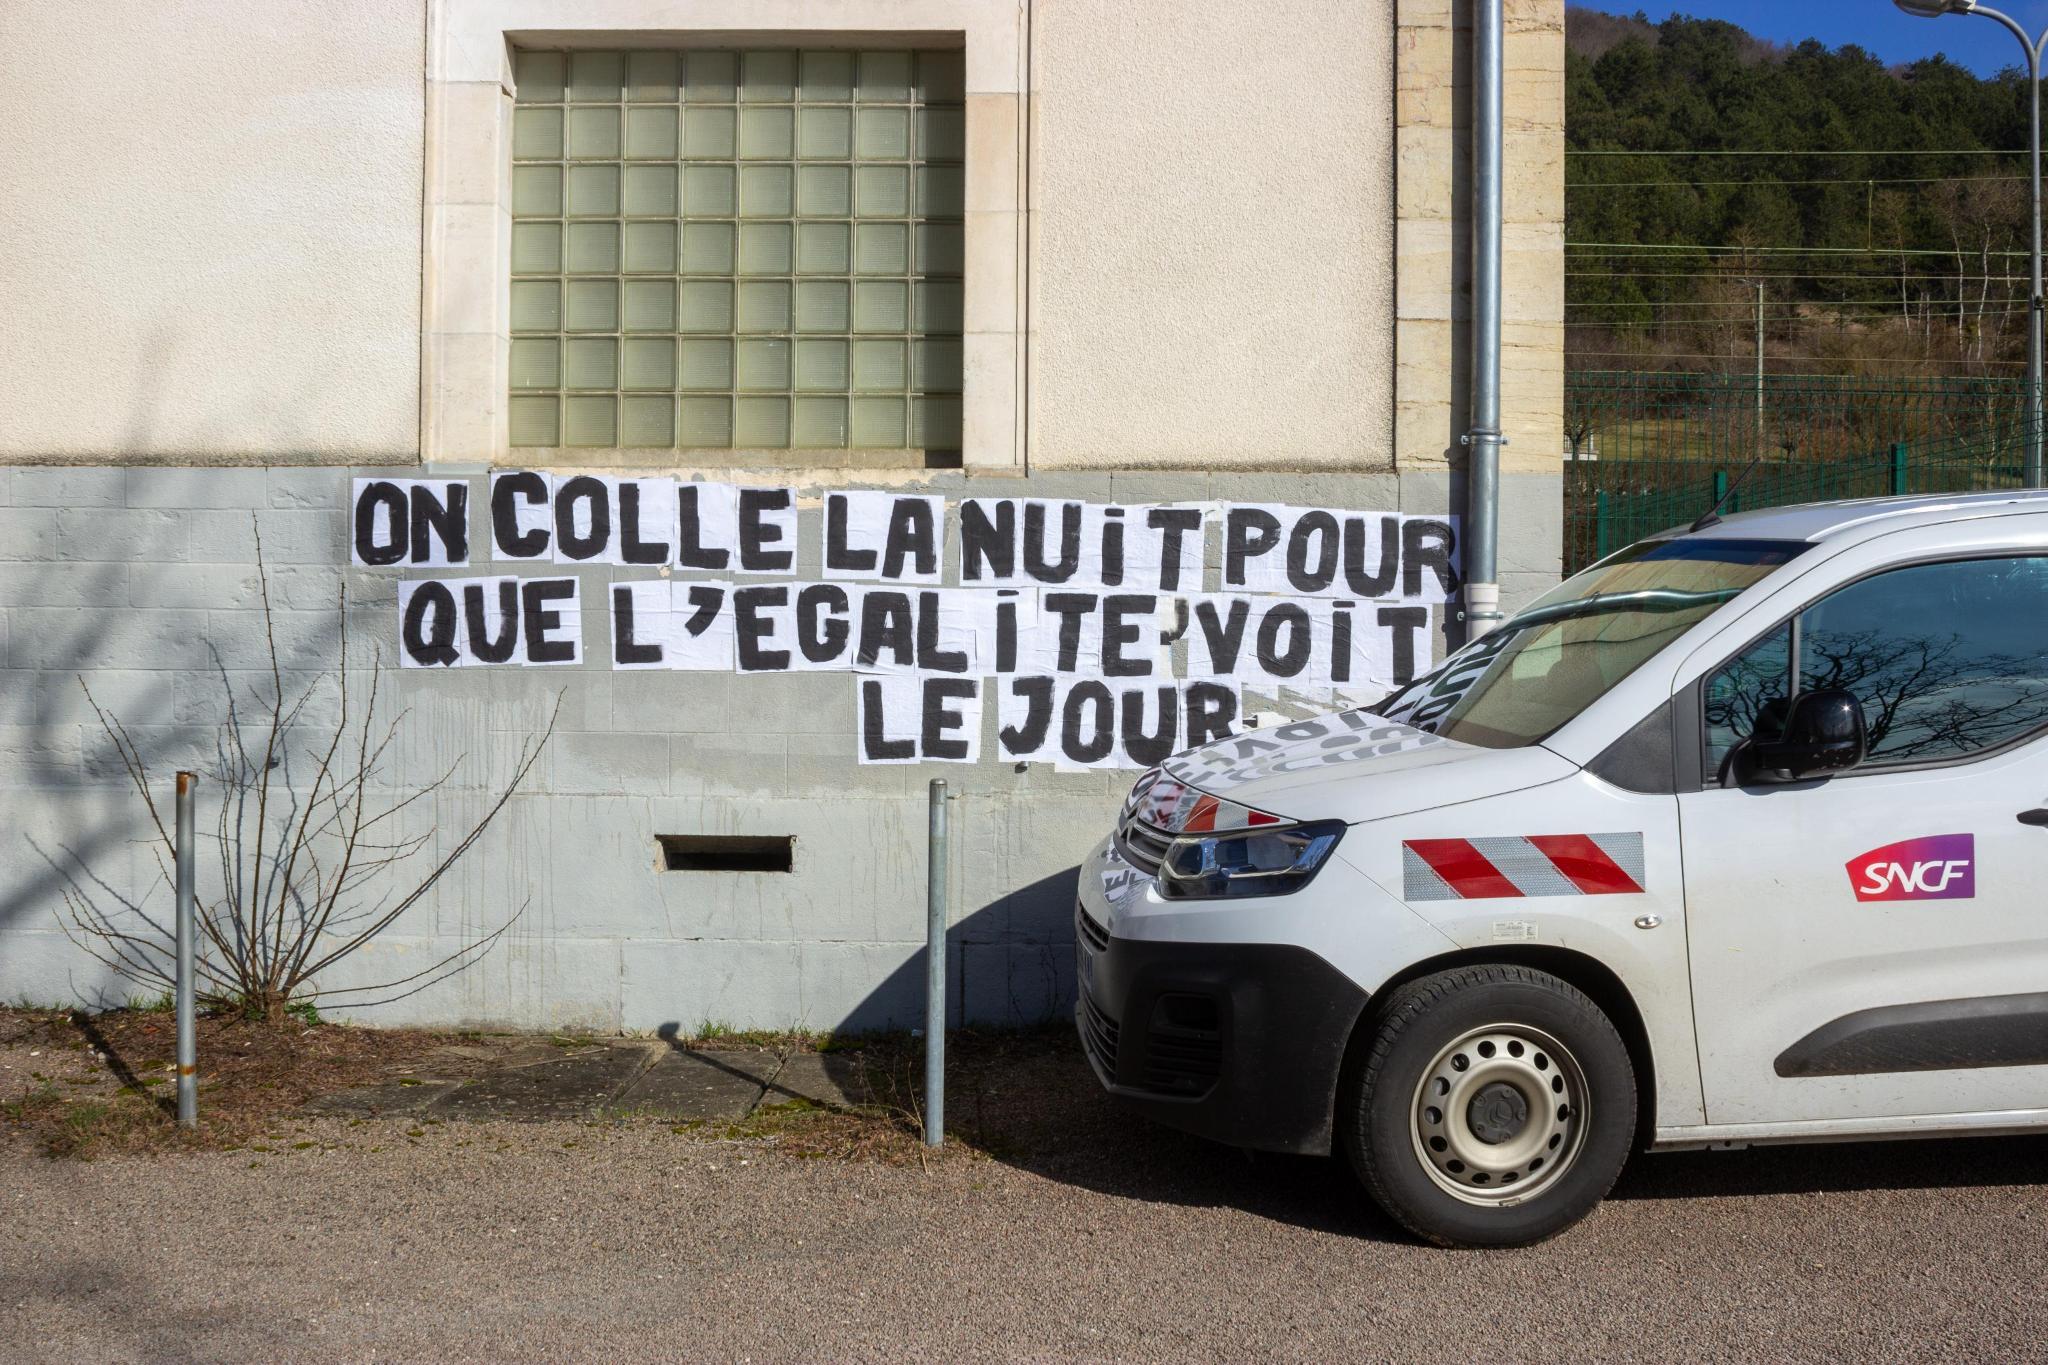 ON COLLE LA NUiT POUR
QUE L'EGALiTE'VOiT
LE JOUR
SNCF